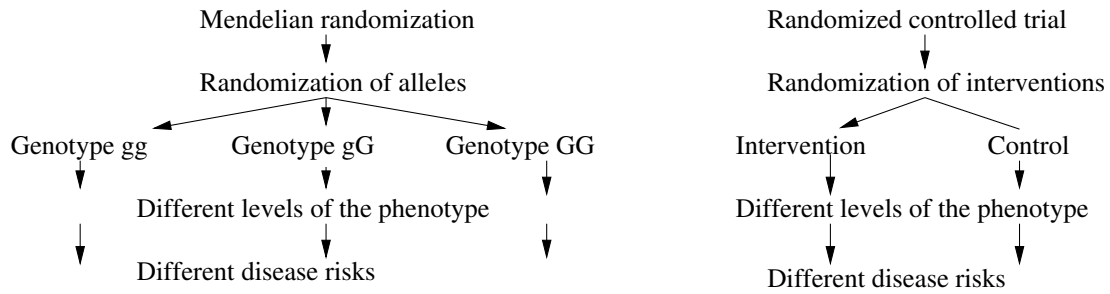 Mendelian randomization
Randomization of alleles
Genotype gg
Genotype gG
Genotype GG
Different levels of the phenotype
Different disease risks
Randomized controlled trial
Randomization of interventions
Intervention
Control
Different levels of the phenotype
Different disease risks